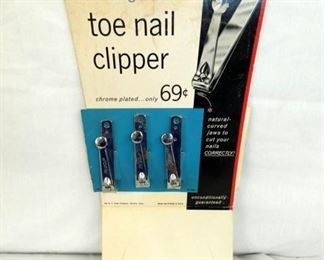 toe nail
clipper
chrome plated...only 69¢
natural-
curved
jaws to
cut your
nails
CORRECTLY!
unconditionally
guaranteed